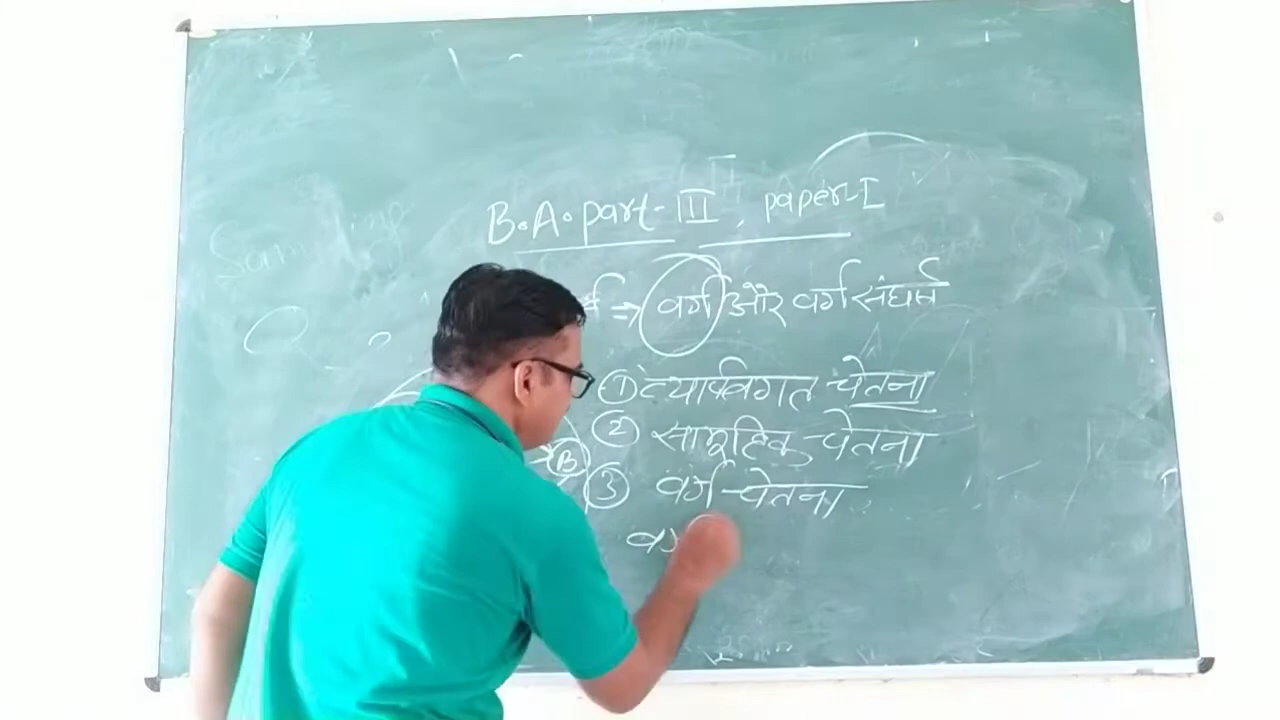 B.A. part-III, paper-I
⇒ वर्ग और वर्ग संघर्ष
① व्यक्तिगत चेतना
② सामूहिक चेतना
B ③ वर्ग-चेतना